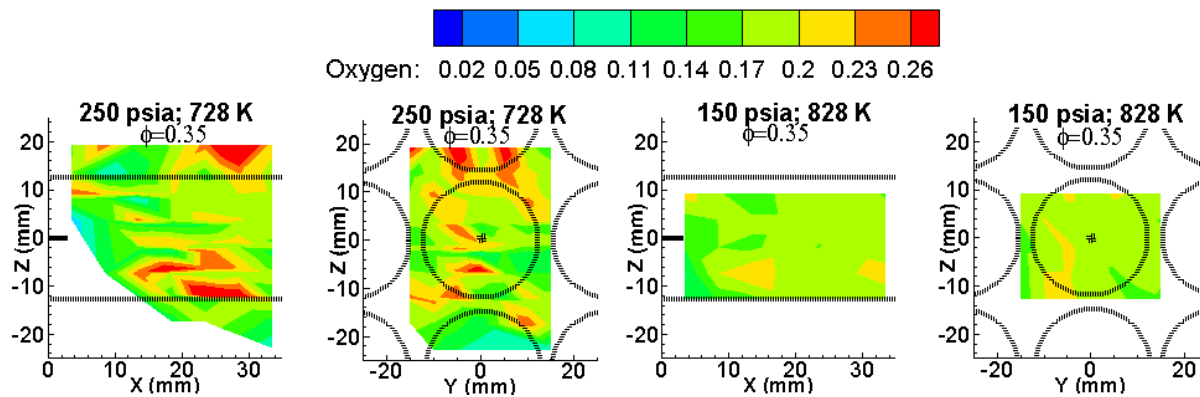 Oxygen: 0.02 0.05 0.08 0.11 0.14 0.17 0.2 0.23 0.26
250 psia; 728 K
ϕ=0.35
20
10
0
-10
-20
Z (mm)
0 10 20 30
X (mm)
250 psia; 728 K
ϕ=0.35
20
10
0
-10
-20
Z (mm)
-20 0 20
Y (mm)
150 psia; 828 K
ϕ=0.35
20
10
0
-10
-20
Z (mm)
0 10 20 30
X (mm)
150 psia; 828 K
ϕ=0.35
20
10
0
-10
-20
Z (mm)
-20 0 20
Y (mm)